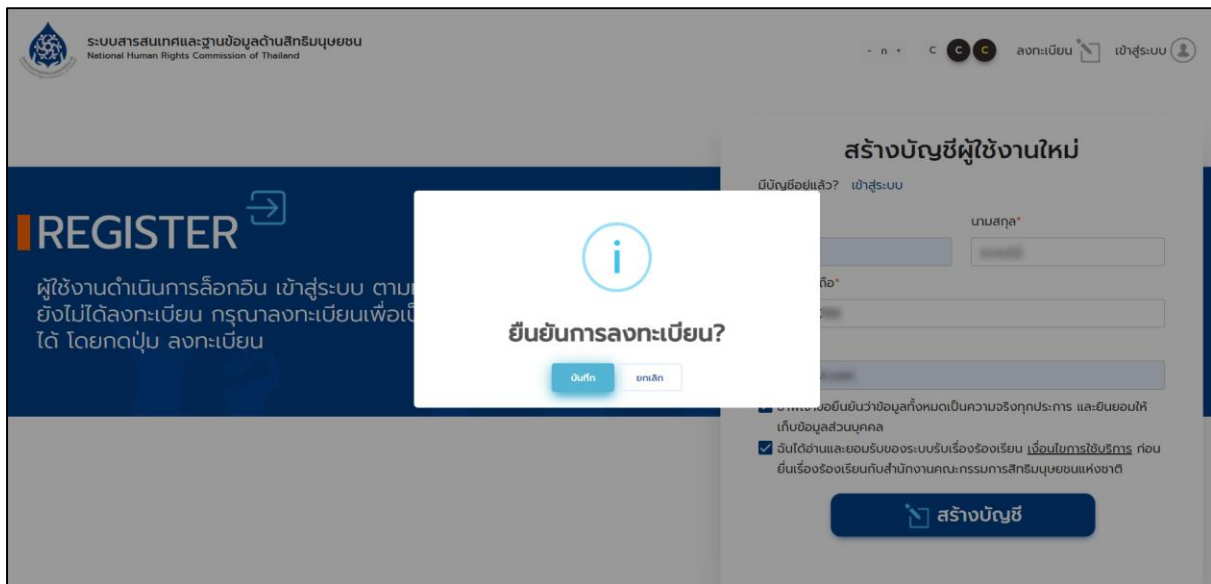 ระบบสารสนเทศและฐานข้อมูลด้านสิทธิมนุษยชน
National Human Rights Commission of Thailand
- ก +
C C C
ลงทะเบียน
เข้าสู่ระบบ
สร้างบัญชีผู้ใช้งานใหม่
มีบัญชีอยู่แล้ว? เข้าสู่ระบบ
นามสกุล*
REGISTER
ผู้ใช้งานดำเนินการล็อกอิน เข้าสู่ระบบ
ยังไม่ได้ลงทะเบียน กรุณาลงทะเบียนเพื่อ
ได้ โดยกดปุ่ม ลงทะเบียน
ยืนยันการลงทะเบียน?
บันทึก ยกเลิก
ยืนยันว่าข้อมูลทั้งหมดเป็นความจริงทุกประการ และยินยอมให้
เก็บข้อมูลส่วนบุคคล
ฉันได้อ่านและยอมรับของระบบรับเรื่องร้องเรียน เงื่อนไขการใช้บริการ ก่อน
ยื่นเรื่องร้องเรียนกับสำนักงานคณะกรรมการสิทธิมนุษยชนแห่งชาติ
สร้างบัญชี